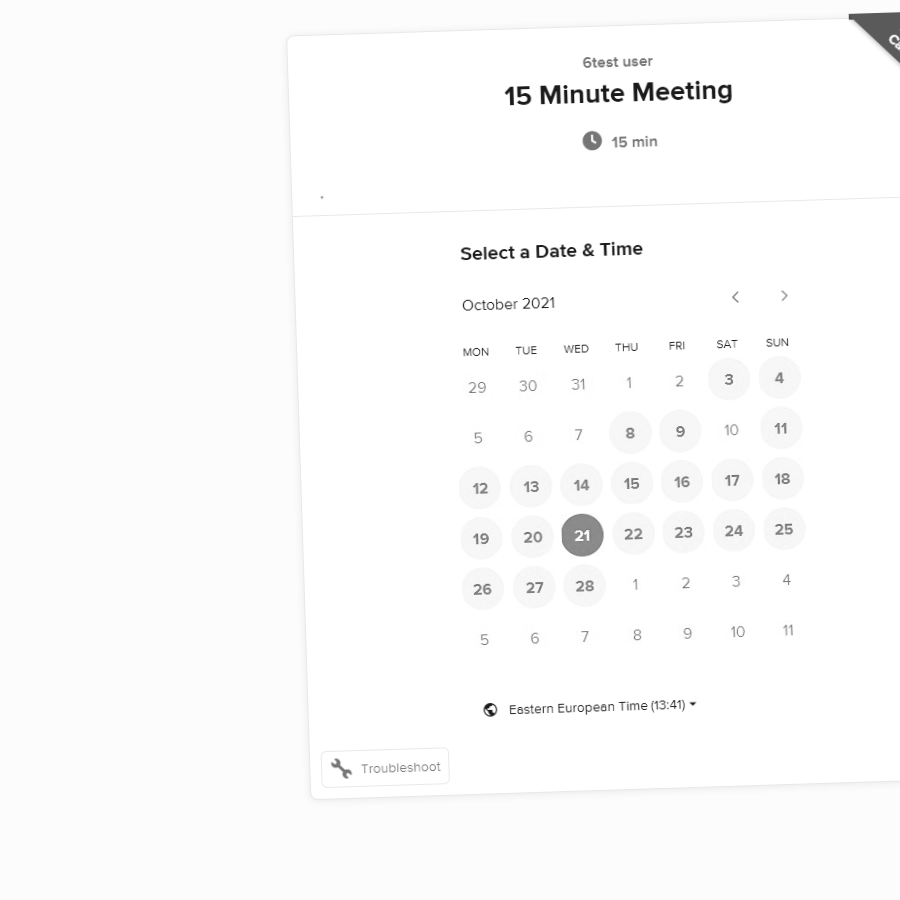 6test user
15 Minute Meeting
15 min
.
Select a Date & Time
October 2021
MON TUE WED THU FRI SAT SUN
29 30 31 1 2 3 4
5 6 7 8 9 10 11
12 13 14 15 16 17 18
19 20 21 22 23 24 25
26 27 28 1 2 3 4
5 6 7 8 9 10 11
Eastern European Time (13:41)
Troubleshoot